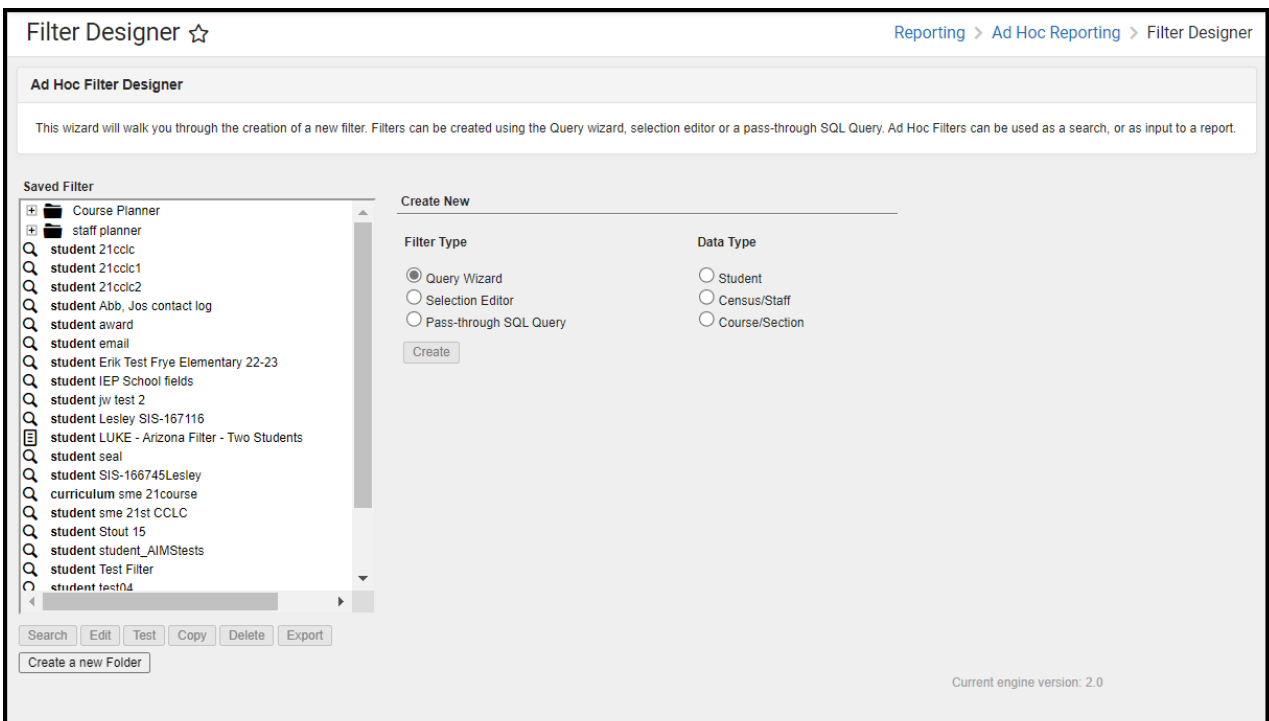 Filter Designer
Reporting > Ad Hoc Reporting > Filter Designer
Ad Hoc Filter Designer
This wizard will walk you through the creation of a new filter. Filters can be created using the Query wizard, selection editor or a pass-through SQL Query. Ad Hoc Filters can be used as a search, or as input to a report.
Saved Filter
Course Planner
staff planner
student 21cclc
student 21cclc1
student 21cclc2
student Abb, Jos contact log
student award
student email
student Erik Test Frye Elementary 22-23
student IEP School fields
student jw test 2
student Lesley SIS-167116
student LUKE - Arizona Filter - Two Students
student seal
student SIS-166745Lesley
curriculum sme 21course
student sme 21st CCLC
student Stout 15
student student_AIMStests
student Test Filter
student test04
Search Edit Test Copy Delete Export
Create a new Folder
Create New
Filter Type
Query Wizard
Selection Editor
Pass-through SQL Query
Create
Data Type
Student
Census/Staff
Course/Section
Current engine version: 2.0